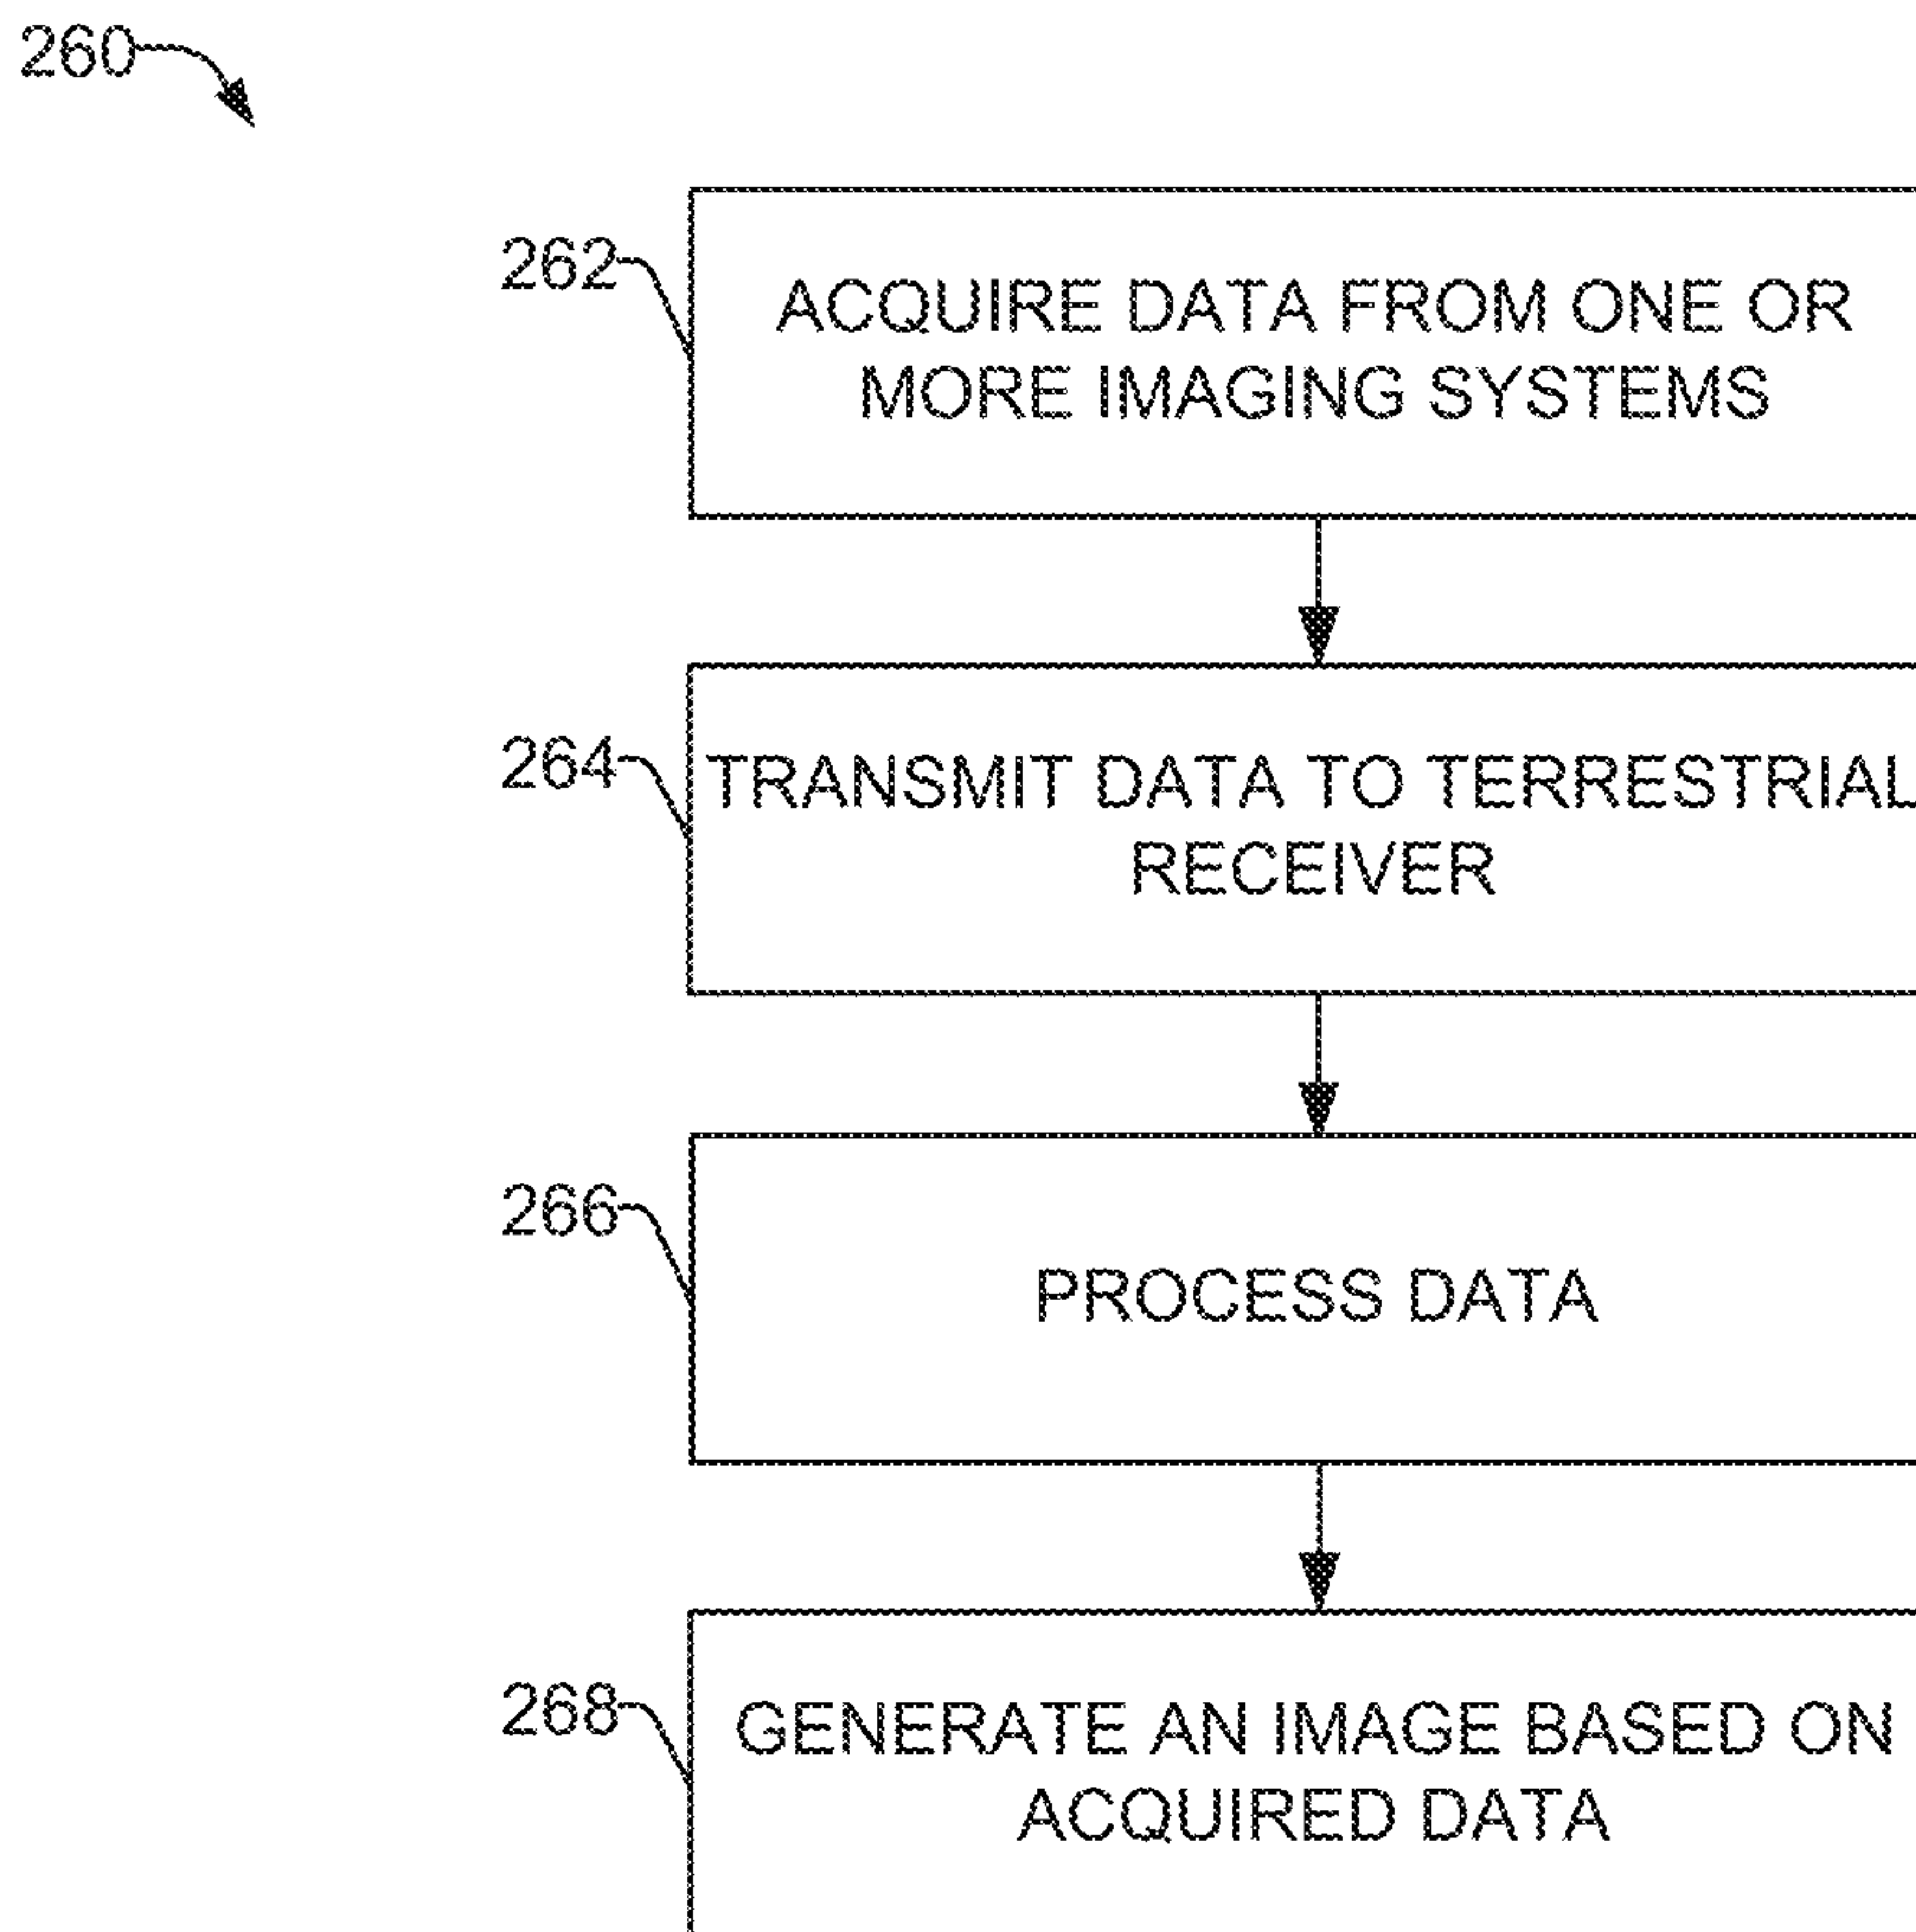 260
262
ACQUIRE DATA FROM ONE OR
MORE IMAGING SYSTEMS
264
TRANSMIT DATA TO TERRESTRIAL
RECEIVER
266
PROCESS DATA
268
GENERATE AN IMAGE BASED ON
ACQUIRED DATA